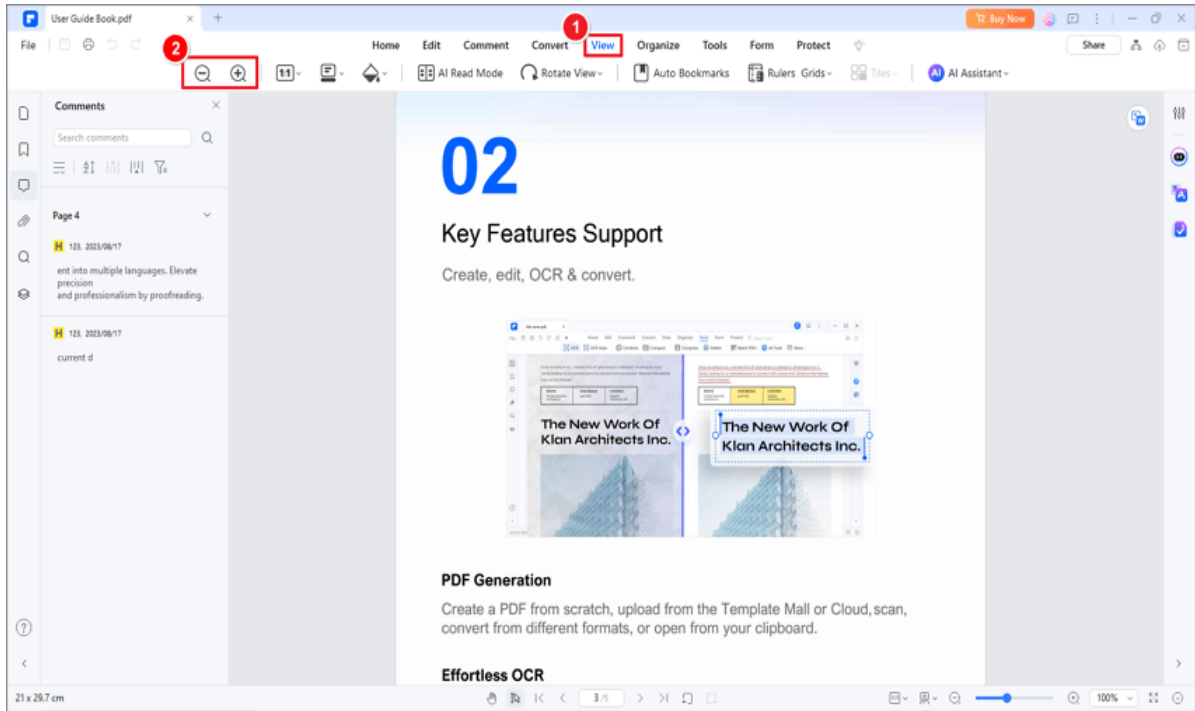 User Guide Book.pdf
Buy Now
1
File
Home Edit Comment Convert View Organize Tools Form Protect
Share
2
AI Read Mode Rotate View Auto Bookmarks Rulers Grids Tiles AI AI Assistant
Comments
Search comments
Page 4
H 123. 2023/08/17
ent into multiple languages. Elevate
precision
and professionalism by proofreading.
H 123. 2023/08/17
current d
02
Key Features Support
Create, edit, OCR & convert.
The New Work Of
Klan Architects Inc.
The New Work Of
Klan Architects Inc.
PDF Generation
Create a PDF from scratch, upload from the Template Mall or Cloud, scan,
convert from different formats, or open from your clipboard.
Effortless OCR
21 x 29.7 cm
3 /5
100%